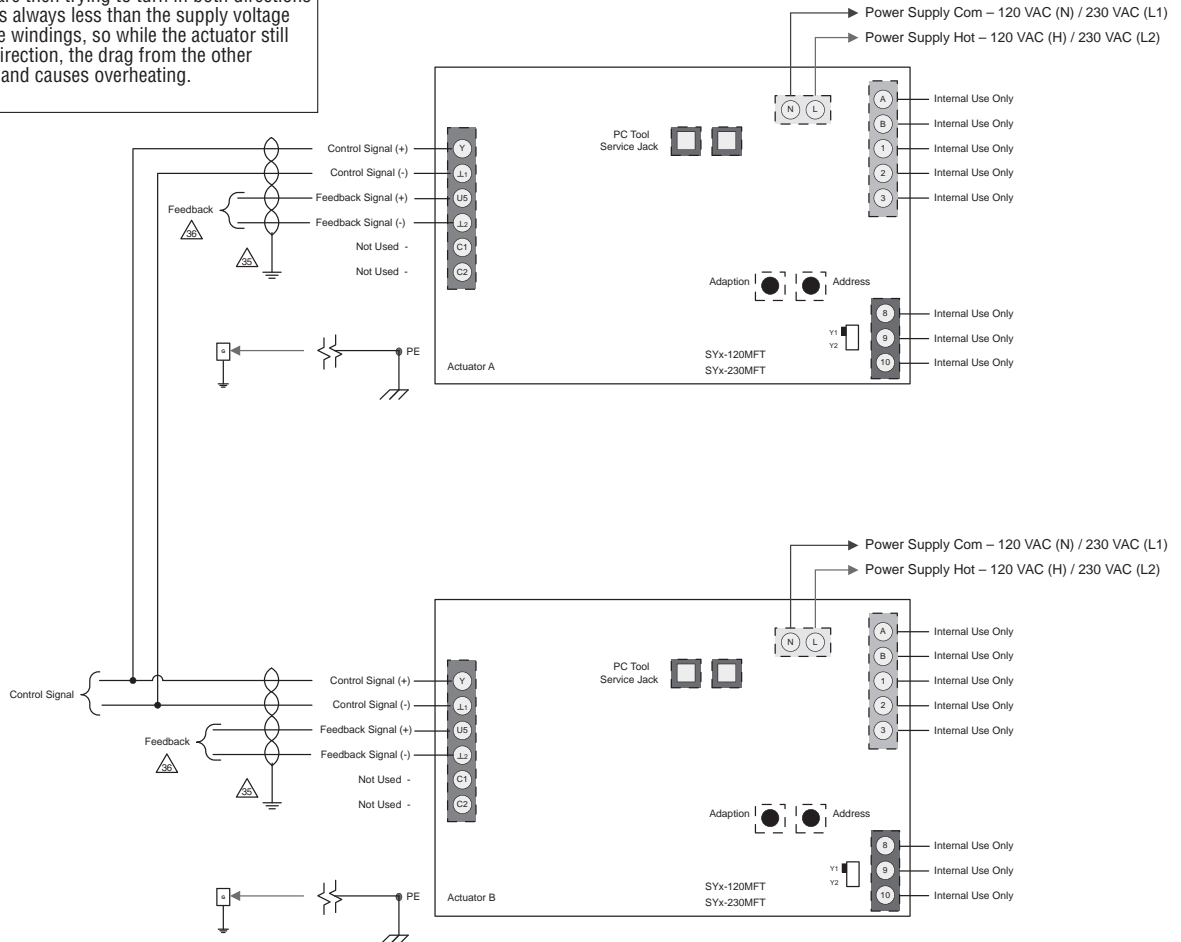 are then trying to turn in both directions
s always less than the supply voltage
e windings, so while the actuator still
irection, the drag from the other
and causes overheating.
Power Supply Com – 120 VAC (N) / 230 VAC (L1)
Power Supply Hot – 120 VAC (H) / 230 VAC (L2)
N L
PC Tool
Service Jack
A Internal Use Only
B Internal Use Only
1 Internal Use Only
2 Internal Use Only
3 Internal Use Only
Control Signal (+) Y
Control Signal (-) ⊥1
Feedback Signal (+) U5
Feedback Signal (-) ⊥2
Not Used - C1
Not Used - C2
Feedback
36
35
Adaption Address
8 Internal Use Only
9 Internal Use Only
10 Internal Use Only
Y1
Y2
G
PE
Actuator A
SYx-120MFT
SYx-230MFT
Power Supply Com – 120 VAC (N) / 230 VAC (L1)
Power Supply Hot – 120 VAC (H) / 230 VAC (L2)
N L
PC Tool
Service Jack
A Internal Use Only
B Internal Use Only
1 Internal Use Only
2 Internal Use Only
3 Internal Use Only
Control Signal
Control Signal (+) Y
Control Signal (-) ⊥1
Feedback Signal (+) U5
Feedback Signal (-) ⊥2
Not Used - C1
Not Used - C2
Feedback
36
35
Adaption Address
8 Internal Use Only
9 Internal Use Only
10 Internal Use Only
Y1
Y2
G
PE
Actuator B
SYx-120MFT
SYx-230MFT